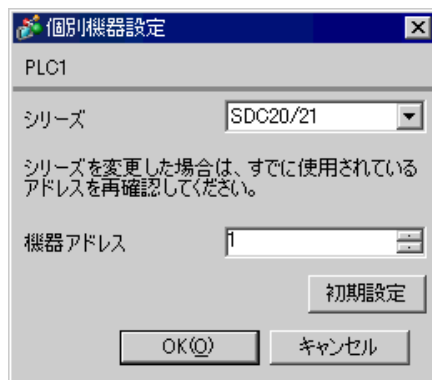 個別機器設定
PLC1
シリーズ SDC20/21
シリーズを変更した場合は、すでに使用されている
アドレスを再確認してください。
機器アドレス 1
初期設定
OK(O) キャンセル